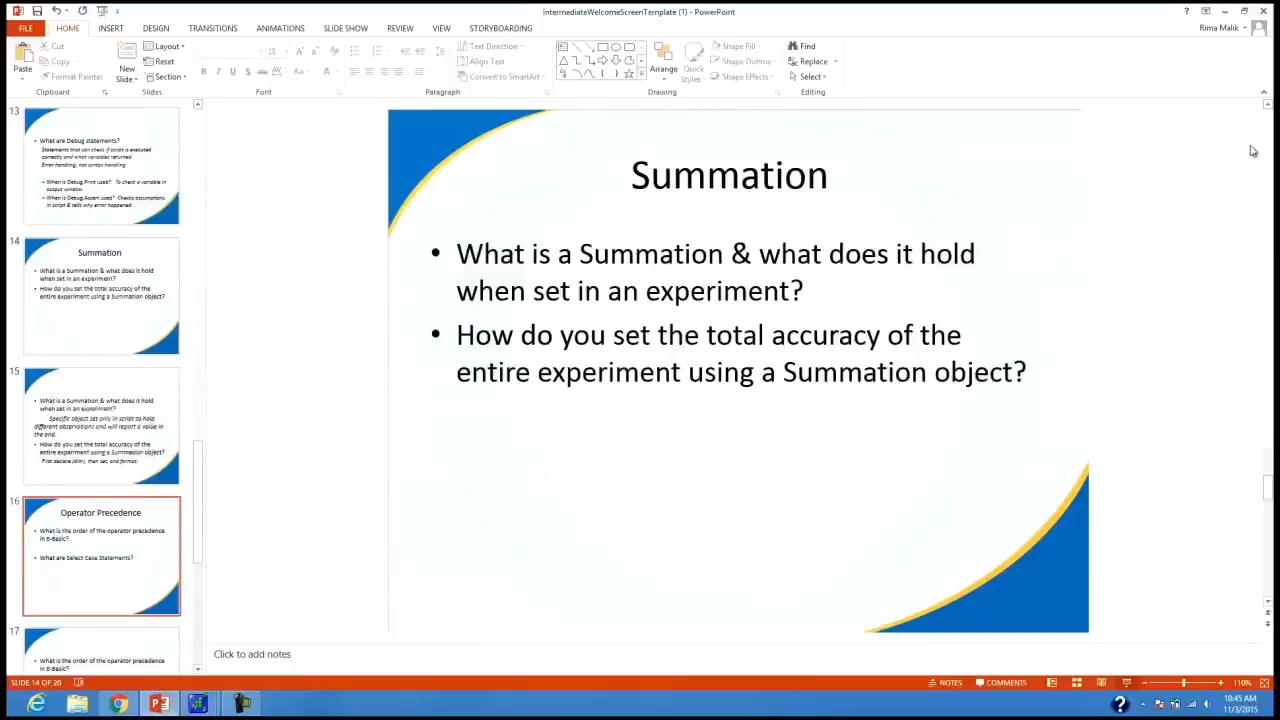 IntermediateWelcomeScreenTemplate (1) - PowerPoint
FILE HOME INSERT DESIGN TRANSITIONS ANIMATIONS SLIDE SHOW REVIEW VIEW STORYBOARDING
Rima Malik
Paste
Cut
Copy
Format Painter
Clipboard
New
Slide
Layout
Reset
Section
Slides
28
B I U S abc AV Aa A
Font
Text Direction
Align Text
Convert to SmartArt
Paragraph
Arrange
Quick
Styles
Shape Fill
Shape Outline
Shape Effects
Drawing
Find
Replace
Select
Editing
13
• What are Debug statements?
Statements that can check if script is executed
correctly and what variables returned.
Error handling, not syntax handling
When is Debug.Print used? To check a variable in
output window
When is Debug.Assert used? Checks assumptions
in script & tells why error happened
14
Summation
• What is a Summation & what does it hold
when set in an experiment?
• How do you set the total accuracy of the
entire experiment using a Summation object?
15
• What is a Summation & what does it hold
when set in an experiment?
Specific object set only in script to hold
different observations and will report a value in
the end.
• How do you set the total accuracy of the
entire experiment using a Summation object?
First declare (dim), then set, and format.
16
Operator Precedence
• What is the order of the operator precedence
in E-Basic?
• What are Select Case Statements?
17
• What is the order of the operator precedence
in E-Basic?
Summation
• What is a Summation & what does it hold
when set in an experiment?
• How do you set the total accuracy of the
entire experiment using a Summation object?
Click to add notes
SLIDE 14 OF 20
NOTES
COMMENTS
110%
10:45 AM
11/3/2015